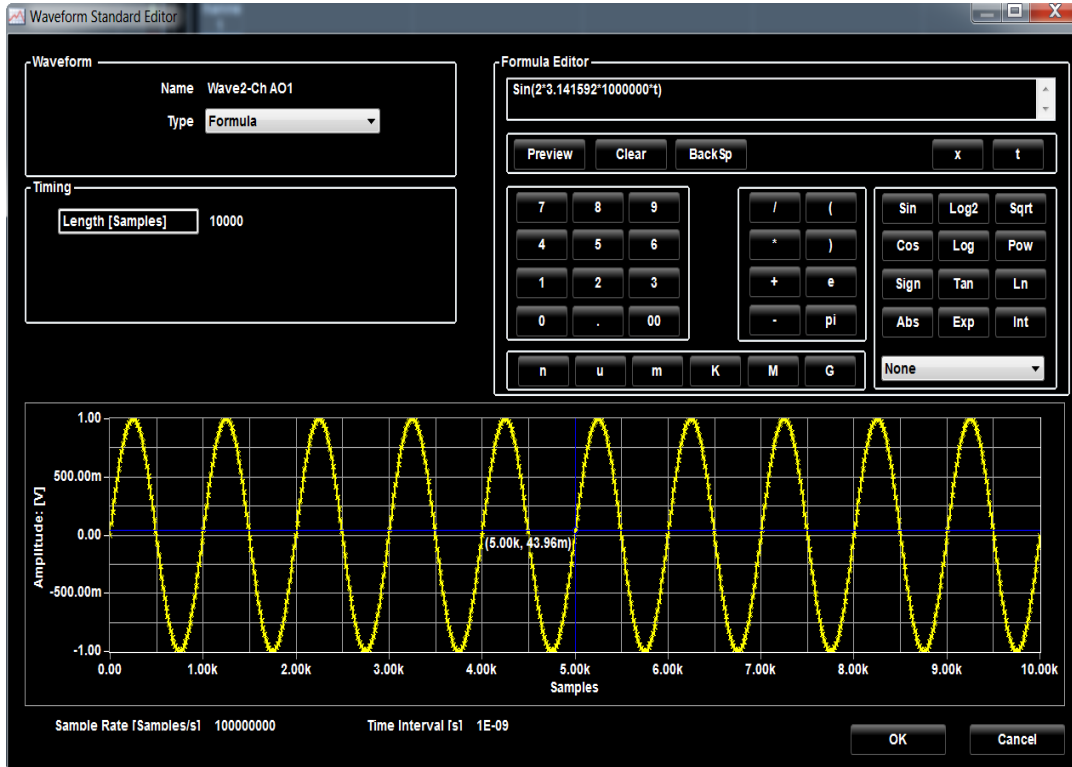 Waveform Standard Editor
X
Waveform
Name Wave2-Ch AO1
Type Formula
Timing
Length [Samples] 10000
Formula Editor
Sin(2*3.141592*1000000*t)
Preview Clear BackSp x t
7 8 9 / ( Sin Log2 Sqrt
4 5 6 * ) Cos Log Pow
1 2 3 + e Sign Tan Ln
0 . 00 - pi Abs Exp Int
n u m K M G None
1.00
500.00m
0.00
-500.00m
-1.00
Amplitude: [V]
(5.00k, 43.96m)
0.00 1.00k 2.00k 3.00k 4.00k 5.00k 6.00k 7.00k 8.00k 9.00k 10.00k
Samples
Sample Rate [Samples/s] 100000000 Time Interval [s] 1E-09
OK Cancel